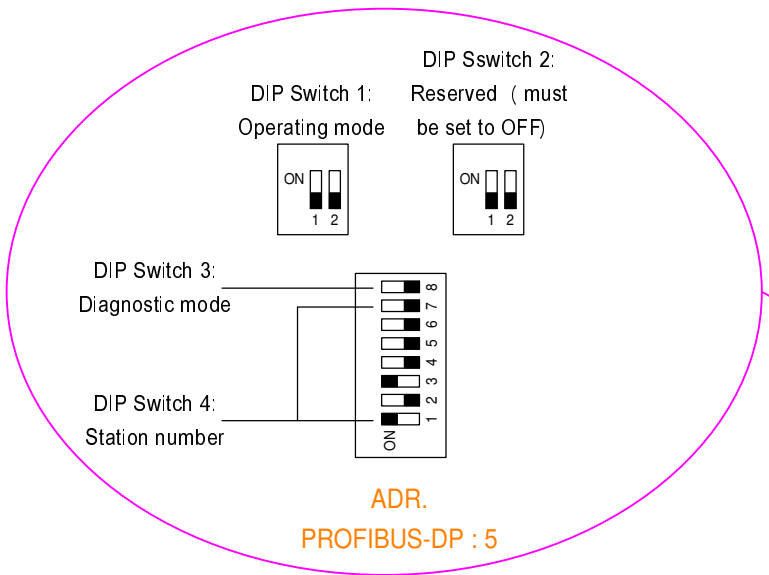 DIP Sswitch 2:
Reserved ( must
be set to OFF)
DIP Switch 1:
Operating mode
ON
1 2
ON
1 2
DIP Switch 3:
Diagnostic mode
8
7
6
5
4
3
2
1
ON
DIP Switch 4:
Station number
ADR.
PROFIBUS-DP : 5